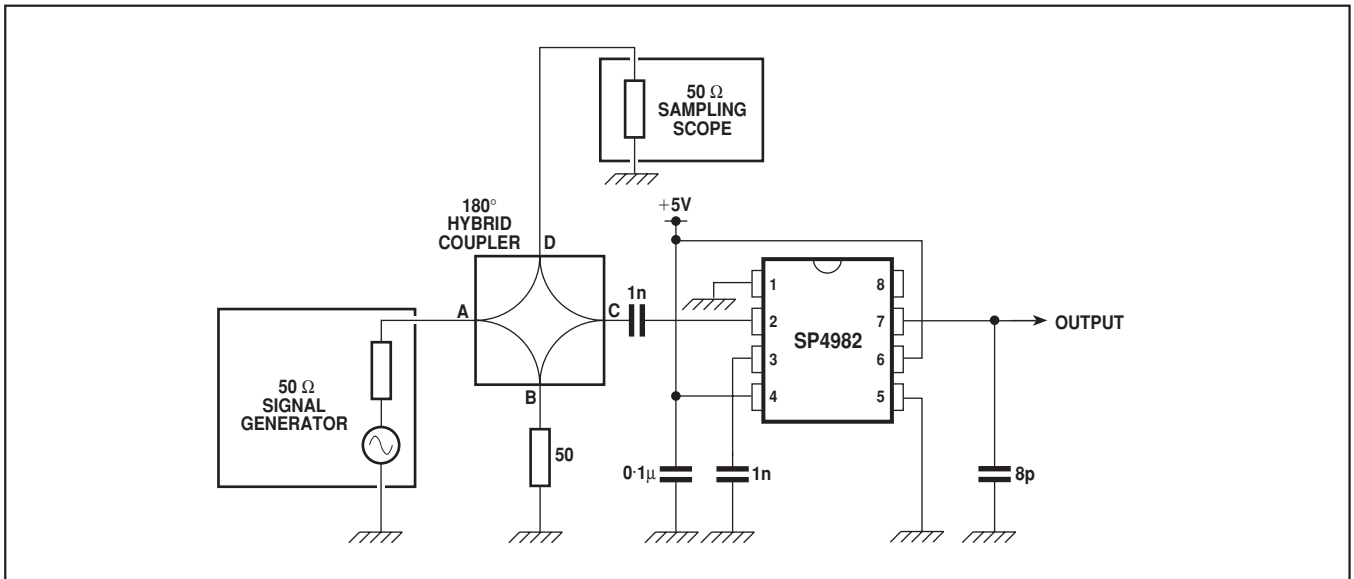 50 Ω
SAMPLING
SCOPE
180°
HYBRID
COUPLER
D
A
C
B
50 Ω
SIGNAL
GENERATOR
50
1n
+5V
0·1µ
1n
1
2
3
4
SP4982
8
7
6
5
OUTPUT
8p